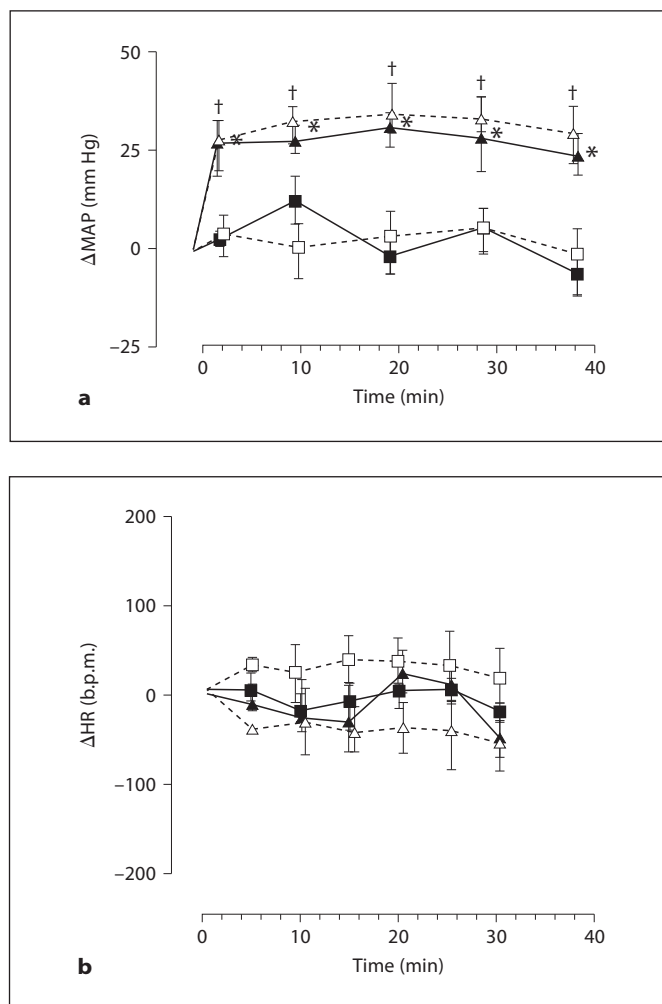 50
25
0
–25
ΔMAP (mm Hg)
† † † † †
* * * * *
0 10 20 30 40
Time (min)
a
200
100
0
–100
–200
ΔHR (b.p.m.)
0 10 20 30 40
Time (min)
b